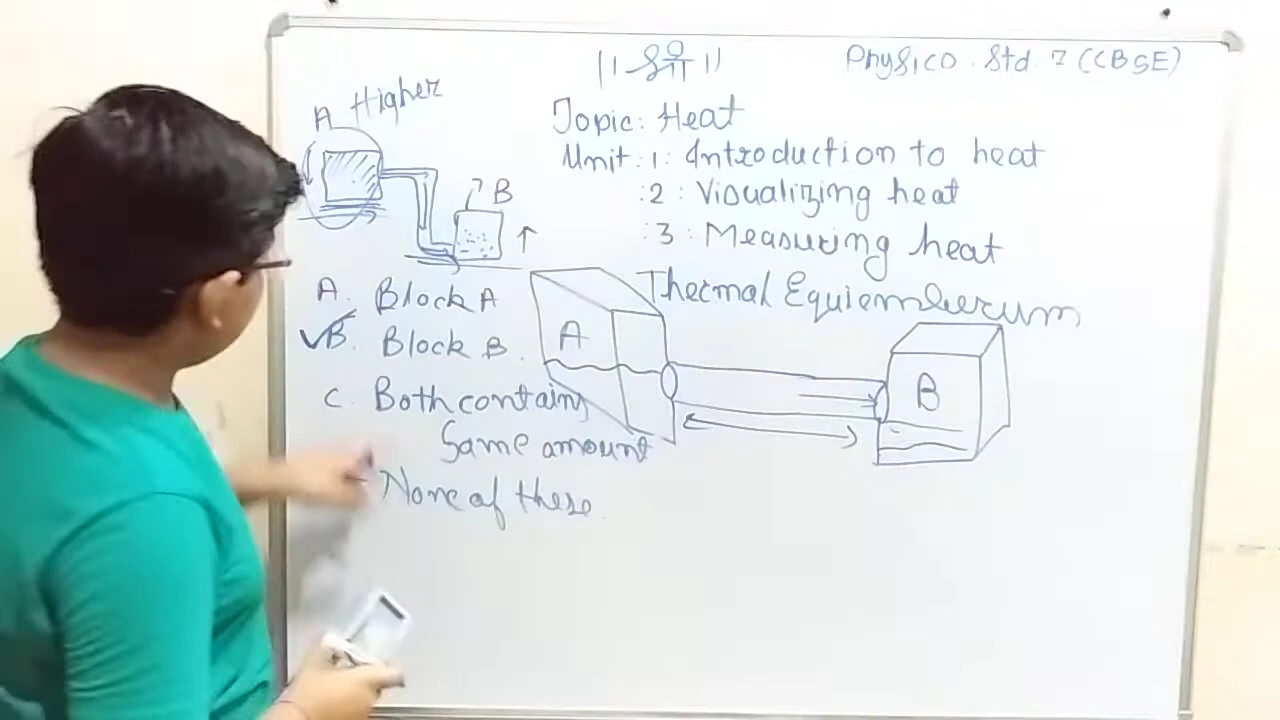 ॥ श्री ॥
Physics Std 7 (CBSE)
Topic: Heat
Unit: 1: Introduction to heat
:2: Visualizing heat
:3: Measuring heat
Thermal Equiemberum
A Higher
B
A. Block A
B. Block B.
C. Both contains
Same amount
None of these
A
B